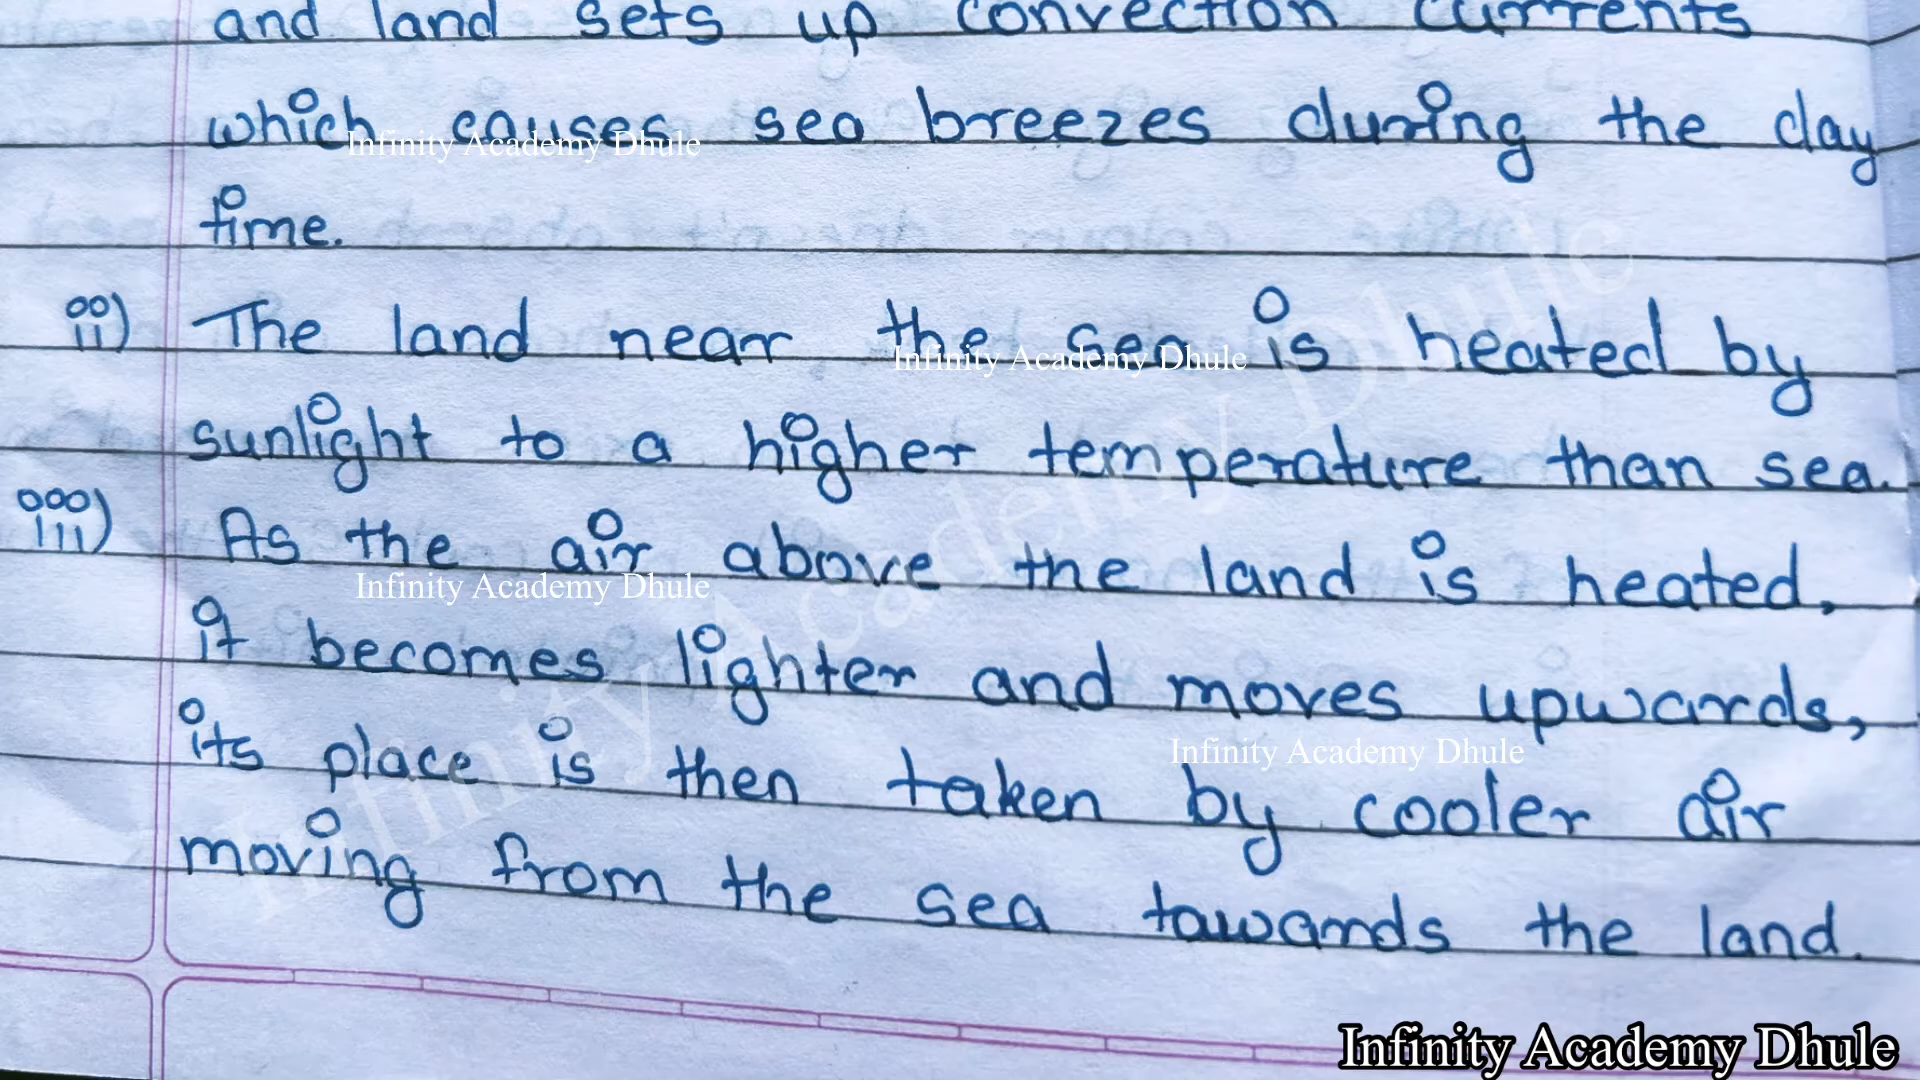 and land sets up convection currents
which causes sea breezes during the day
time.
ii) The land near the sea is heated by
sunlight to a higher temperature than sea.
iii) As the air above the land is heated,
it becomes lighter and moves upwards,
its place is then taken by cooler air
moving from the sea towards the land.
Infinity Academy Dhule
Infinity Academy Dhule
Infinity Academy Dhule
Infinity Academy Dhule
Infinity Academy Dhule
Infinity Academy Dhule